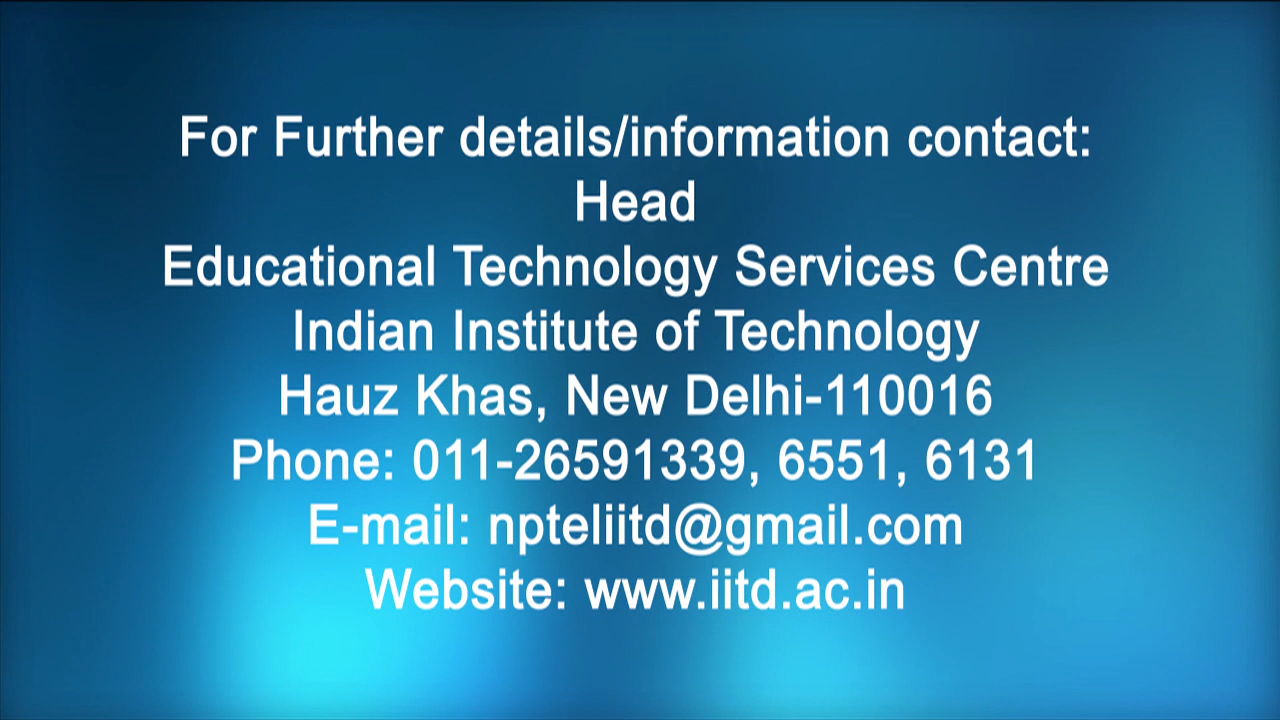 For Further details/information contact:
Head
Educational Technology Services Centre
Indian Institute of Technology
Hauz Khas, New Delhi-110016
Phone: 011-26591339, 6551, 6131
E-mail: npteliitd@gmail.com
Website: www.iitd.ac.in